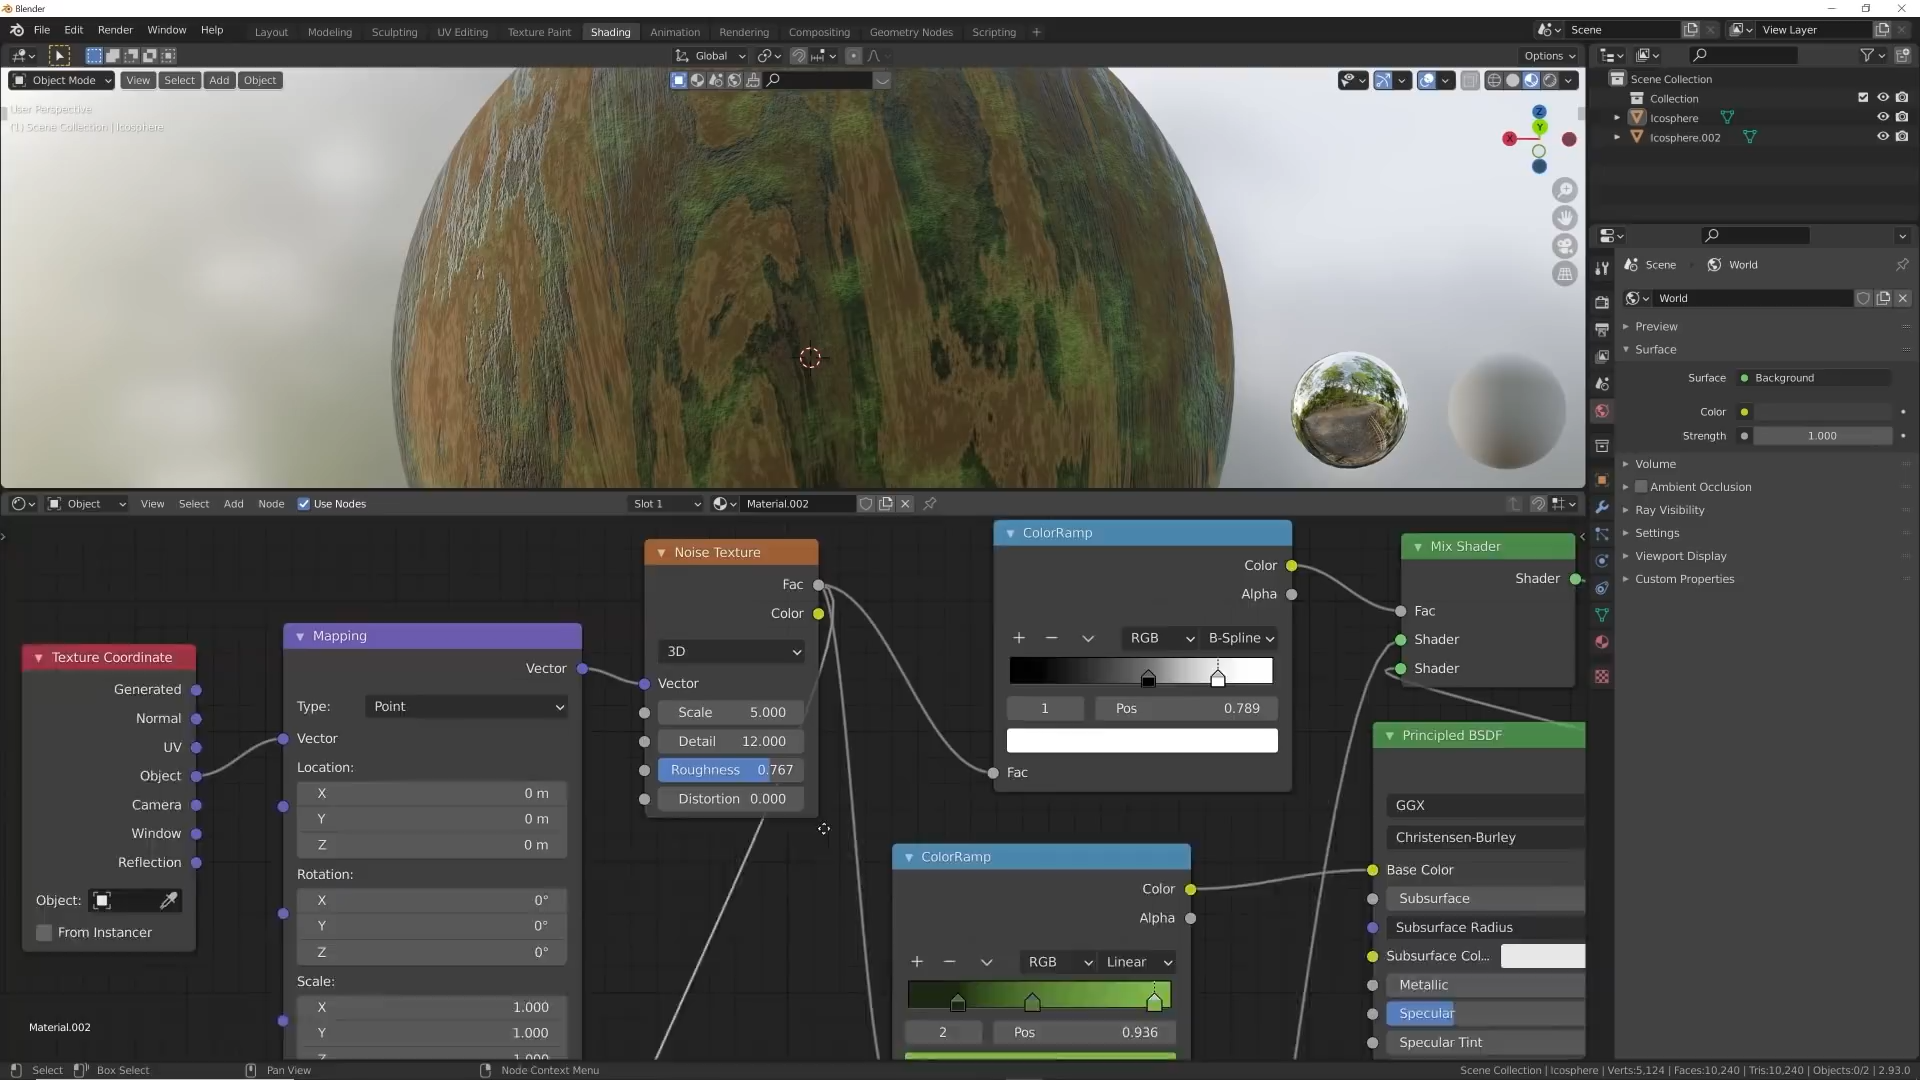 Blender
File Edit Render Window Help
Layout Modeling Sculpting UV Editing Texture Paint Shading Animation Rendering Compositing Geometry Nodes Scripting +
Scene
View Layer
Global
Options
Object Mode View Select Add Object
User Perspective
(1) Scene Collection | Icosphere
Z
Y
X
Scene Collection
Collection
Icosphere
Icosphere.002
Scene World
World
Preview
Surface
Surface Background
Color
Strength 1.000
Volume
Ambient Occlusion
Ray Visibility
Settings
Viewport Display
Custom Properties
Object View Select Add Node Use Nodes Slot 1 Material.002
Texture Coordinate
Generated
Normal
UV
Object
Camera
Window
Reflection
Object:
From Instancer
Mapping
Vector
Type: Point
Vector
Location:
X 0 m
Y 0 m
Z 0 m
Rotation:
X 0°
Y 0°
Z 0°
Scale:
X 1.000
Y 1.000
Z 1.000
Noise Texture
Fac
Color
3D
Vector
Scale 5.000
Detail 12.000
Roughness 0.767
Distortion 0.000
ColorRamp
Color
Alpha
+ − RGB B-Spline
1 Pos 0.789
Fac
ColorRamp
Color
Alpha
+ − RGB Linear
2 Pos 0.936
Mix Shader
Shader
Fac
Shader
Shader
Principled BSDF
GGX
Christensen-Burley
Base Color
Subsurface
Subsurface Radius
Subsurface Col...
Metallic
Specular
Specular Tint
Material.002
Select Box Select Pan View Node Context Menu
Scene Collection | Icosphere | Verts:5,124 | Faces:10,240 | Tris:10,240 | Objects:0/2 | 2.93.0